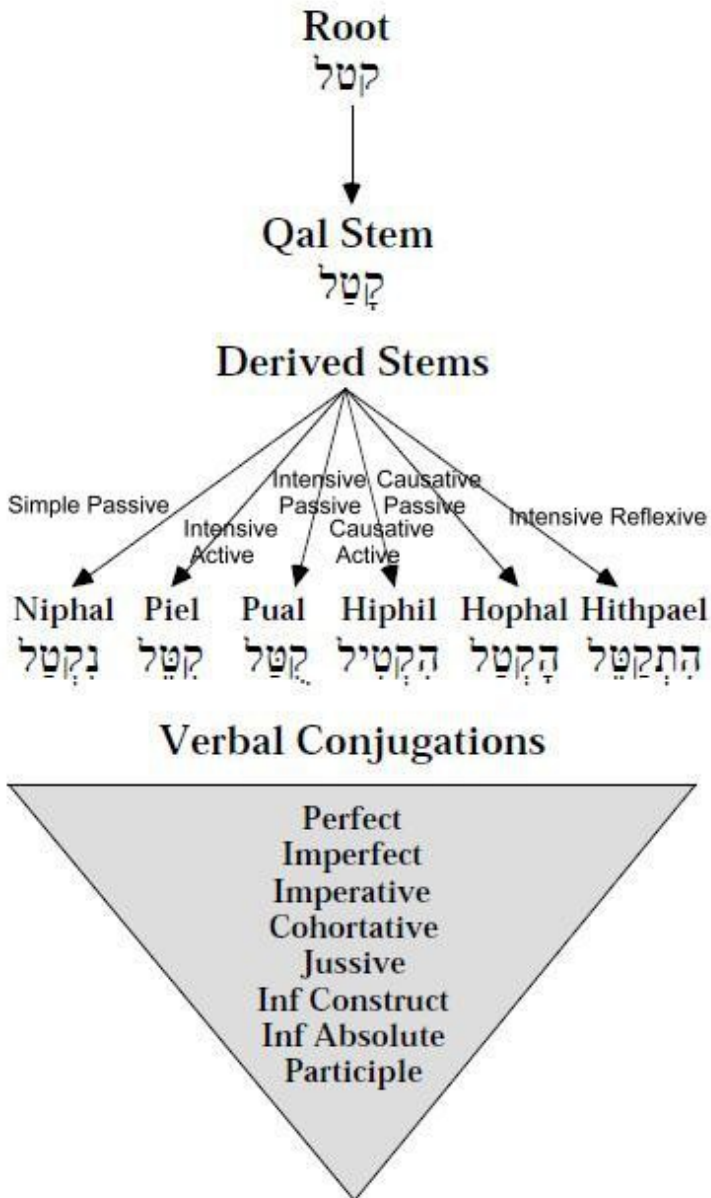 Root
קטל
Qal Stem
קָטַל
Derived Stems
Simple Passive
Intensive Active
Intensive Passive
Causative Active
Causative Passive
Intensive Reflexive
Niphal Piel Pual Hiphil Hophal Hithpael
נִקְטַל קִטֵּל קֻטַּל הִקְטִיל הָקְטַל הִתְקַטֵּל
Verbal Conjugations
Perfect
Imperfect
Imperative
Cohortative
Jussive
Inf Construct
Inf Absolute
Participle